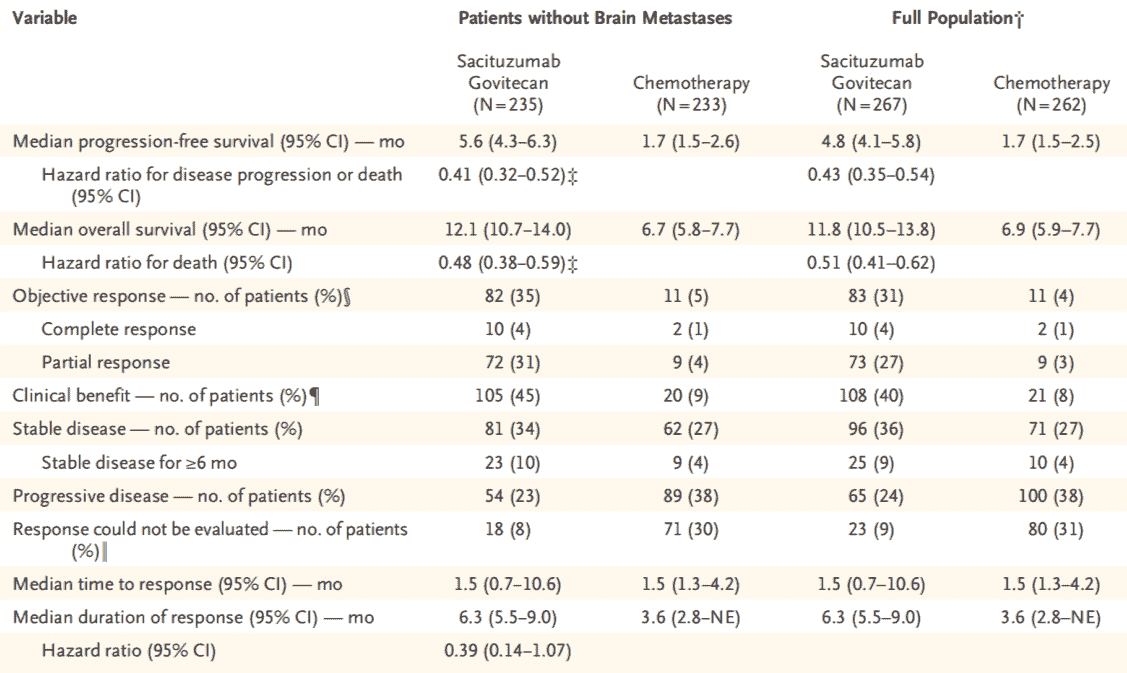 Variable Patients without Brain Metastases Full Population†
Sacituzumab Govitecan (N=235) Chemotherapy (N=233) Sacituzumab Govitecan (N=267) Chemotherapy (N=262)
Median progression-free survival (95% CI) — mo 5.6 (4.3–6.3) 1.7 (1.5–2.6) 4.8 (4.1–5.8) 1.7 (1.5–2.5)
Hazard ratio for disease progression or death (95% CI) 0.41 (0.32–0.52)‡ 0.43 (0.35–0.54)
Median overall survival (95% CI) — mo 12.1 (10.7–14.0) 6.7 (5.8–7.7) 11.8 (10.5–13.8) 6.9 (5.9–7.7)
Hazard ratio for death (95% CI) 0.48 (0.38–0.59)‡ 0.51 (0.41–0.62)
Objective response — no. of patients (%)§ 82 (35) 11 (5) 83 (31) 11 (4)
Complete response 10 (4) 2 (1) 10 (4) 2 (1)
Partial response 72 (31) 9 (4) 73 (27) 9 (3)
Clinical benefit — no. of patients (%)¶ 105 (45) 20 (9) 108 (40) 21 (8)
Stable disease — no. of patients (%) 81 (34) 62 (27) 96 (36) 71 (27)
Stable disease for ≥6 mo 23 (10) 9 (4) 25 (9) 10 (4)
Progressive disease — no. of patients (%) 54 (23) 89 (38) 65 (24) 100 (38)
Response could not be evaluated — no. of patients (%)‖ 18 (8) 71 (30) 23 (9) 80 (31)
Median time to response (95% CI) — mo 1.5 (0.7–10.6) 1.5 (1.3–4.2) 1.5 (0.7–10.6) 1.5 (1.3–4.2)
Median duration of response (95% CI) — mo 6.3 (5.5–9.0) 3.6 (2.8–NE) 6.3 (5.5–9.0) 3.6 (2.8–NE)
Hazard ratio (95% CI) 0.39 (0.14–1.07)